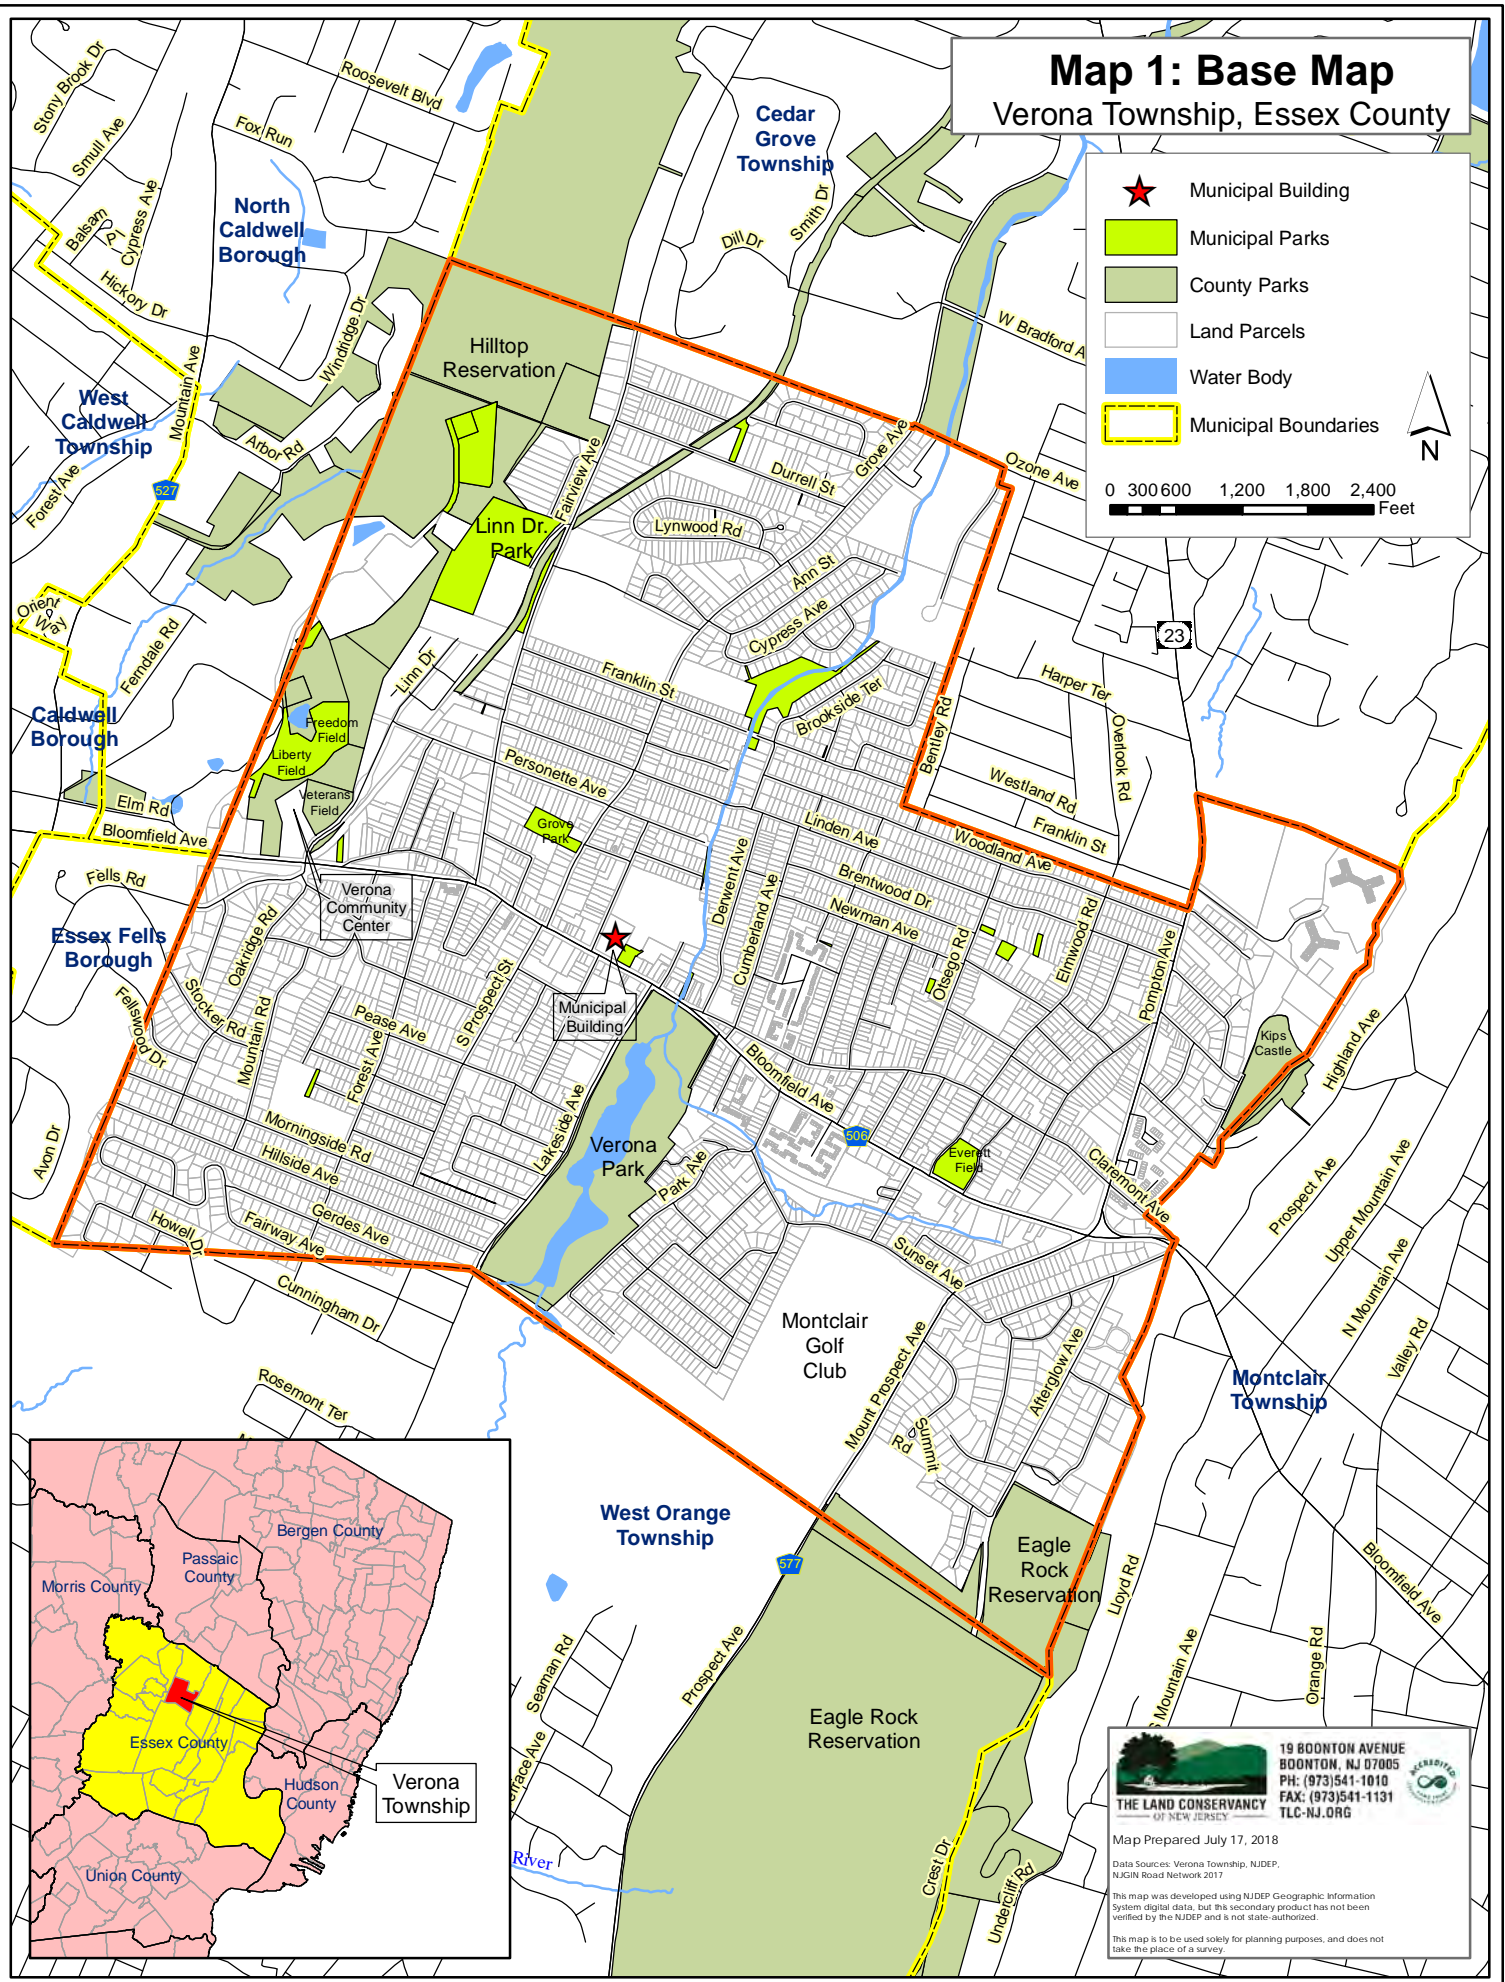 Map 1: Base Map
Verona Township, Essex County
Municipal Building
Municipal Parks
County Parks
Land Parcels
Water Body
Municipal Boundaries
N
0 300 600 1,200 1,800 2,400
Feet
Stony Brook Dr
Roosevelt Blvd
Smull Ave
Fox Run
Cypress Ave
Balsam
Pl
Hickory Dr
North
Caldwell
Borough
Cedar
Grove
Township
Dill Dr
Smith Dr
W Bradford A
Windridge Dr
Mountain Ave
Hilltop
Reservation
West
Caldwell
Township
Arbor Rd
Forest Ave
527
Fairview Ave
Durrell St
Grove Ave
Ozone Ave
Linn Dr.
Park
Lynwood Rd
Ann St
Cypress Ave
Orient
Way
Ferndale Rd
23
Linn Dr
Franklin St
Harper Ter
Brookside Ter
Bentley Rd
Overlook Rd
Caldwell
Borough
Freedom
Field
Liberty
Field
Veterans
Field
Personette Ave
Westland Rd
Franklin St
Elm Rd
Bloomfield Ave
Grove
Park
Linden Ave
Woodland Ave
Fells Rd
Verona
Community
Center
Derwent Ave
Cumberland Ave
Brentwood Dr
Newman Ave
Elmwood Rd
Otsego Rd
Pompton Ave
Essex Fells
Borough
Oakridge Rd
Fellswood Dr
Stocker Rd
Mountain Rd
Pease Ave
Forest Ave
S Prospect St
Municipal
Building
Bloomfield Ave
Kips
Castle
Highland Ave
Avon Dr
Morningside Rd
Hillside Ave
Gerdes Ave
Fairway Ave
Howell Dr
Cunningham Dr
Lakeside Ave
Verona
Park
Park Ave
506
Everett
Field
Claremont Ave
Prospect Ave
Upper Mountain Ave
N Mountain Ave
Valley Rd
Sunset Ave
Montclair
Golf
Club
Mount Prospect Ave
Afterglow Ave
Summit
Rd
Montclair
Township
Rosemont Ter
West Orange
Township
577
Eagle
Rock
Reservation
Lloyd Rd
Bloomfield Ave
Seaman Rd
Prospect Ave
Orange Rd
S Mountain Ave
Eagle Rock
Reservation
Crest Dr
Undercliff Rd
River
Bergen County
Passaic
County
Morris County
Essex County
Hudson
County
Union County
Verona
Township
THE LAND CONSERVANCY
OF NEW JERSEY
19 BOONTON AVENUE
BOONTON, NJ 07005
PH: (973)541-1010
FAX: (973)541-1131
TLC-NJ.ORG
ACCREDITED
Map Prepared July 17, 2018
Data Sources: Verona Township, NJDEP,
NJGIN Road Network 2017
This map was developed using NJDEP Geographic Information
System digital data, but this secondary product has not been
verified by the NJDEP and is not state-authorized.
This map is to be used solely for planning purposes, and does not
take the place of a survey.